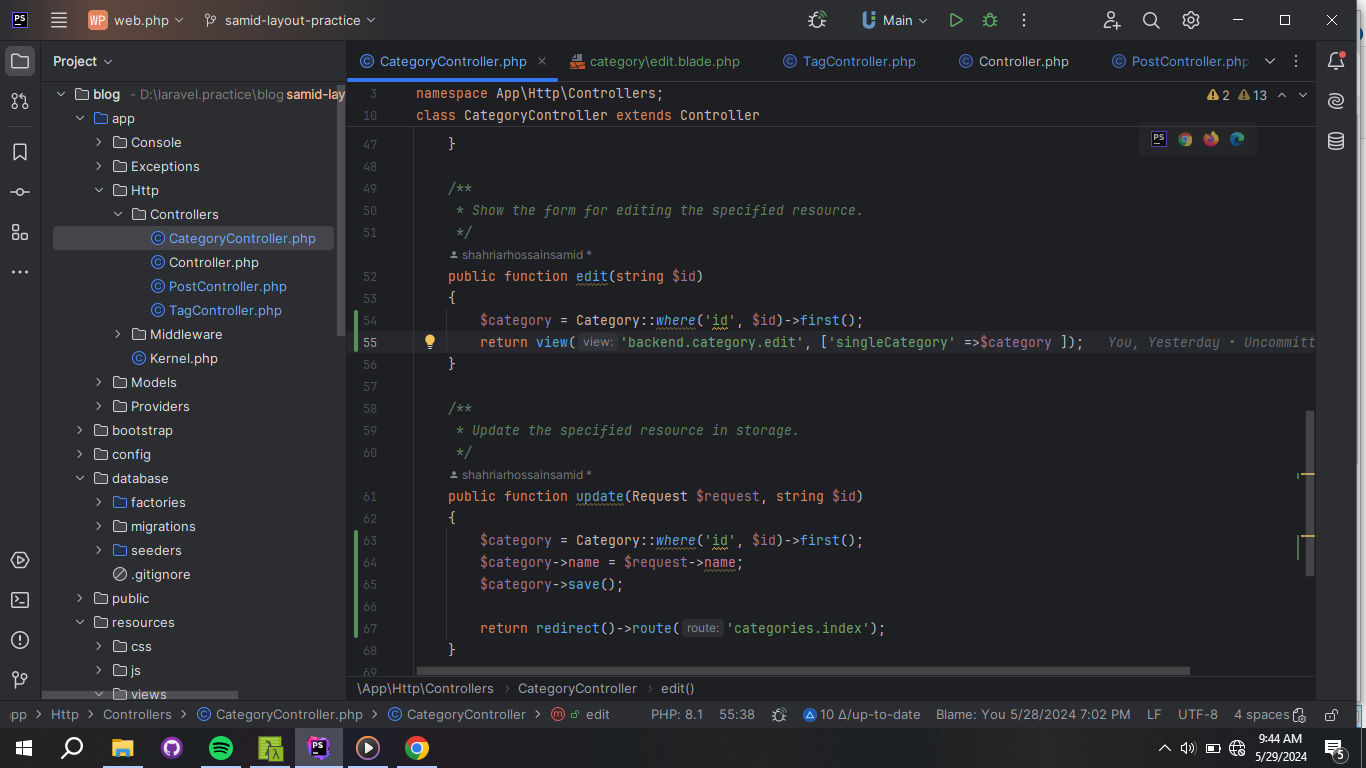 PS WP web.php samid-layout-practice Main
Project
CategoryController.php category\edit.blade.php TagController.php Controller.php PostController.php
blog - D:\laravel.practice\blog samid-lay
app
Console
Exceptions
Http
Controllers
CategoryController.php
Controller.php
PostController.php
TagController.php
Middleware
Kernel.php
Models
Providers
bootstrap
config
database
factories
migrations
seeders
.gitignore
public
resources
css
js
views
3 namespace App\Http\Controllers; 2 13
10 class CategoryController extends Controller
47 } PS
48
49 /**
50 * Show the form for editing the specified resource.
51 */
shahriarhossainsamid *
52 public function edit(string $id)
53 {
54 $category = Category::where('id', $id)->first();
55 return view( view: 'backend.category.edit', ['singleCategory' =>$category ]); You, Yesterday • Uncommitt
56 }
57
58 /**
59 * Update the specified resource in storage.
60 */
shahriarhossainsamid *
61 public function update(Request $request, string $id)
62 {
63 $category = Category::where('id', $id)->first();
64 $category->name = $request->name;
65 $category->save();
66
67 return redirect()->route( route: 'categories.index');
68 }
69
\App\Http\Controllers › CategoryController › edit()
app > Http > Controllers > CategoryController.php > CategoryController > edit PHP: 8.1 55:38 10 Δ/up-to-date Blame: You 5/28/2024 7:02 PM LF UTF-8 4 spaces
PS 9:44 AM
5/29/2024 5